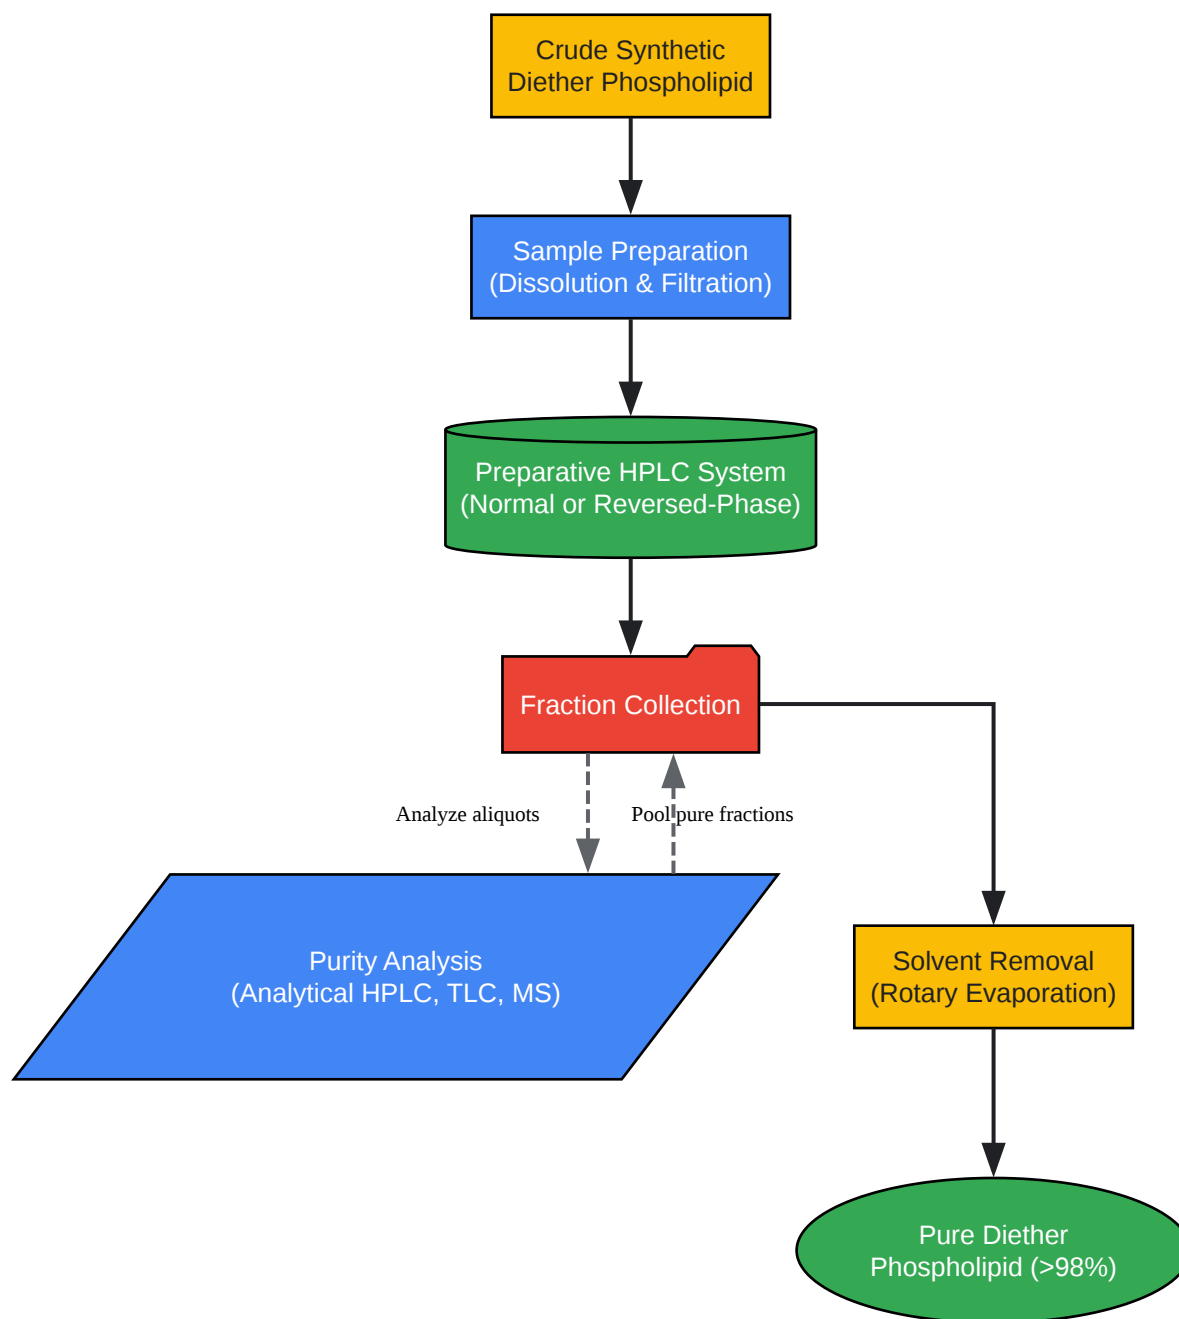 Crude Synthetic
Diether Phospholipid
Sample Preparation
(Dissolution & Filtration)
Preparative HPLC System
(Normal or Reversed-Phase)
Fraction Collection
Analyze aliquots
Pool pure fractions
Purity Analysis
(Analytical HPLC, TLC, MS)
Solvent Removal
(Rotary Evaporation)
Pure Diether
Phospholipid (>98%)